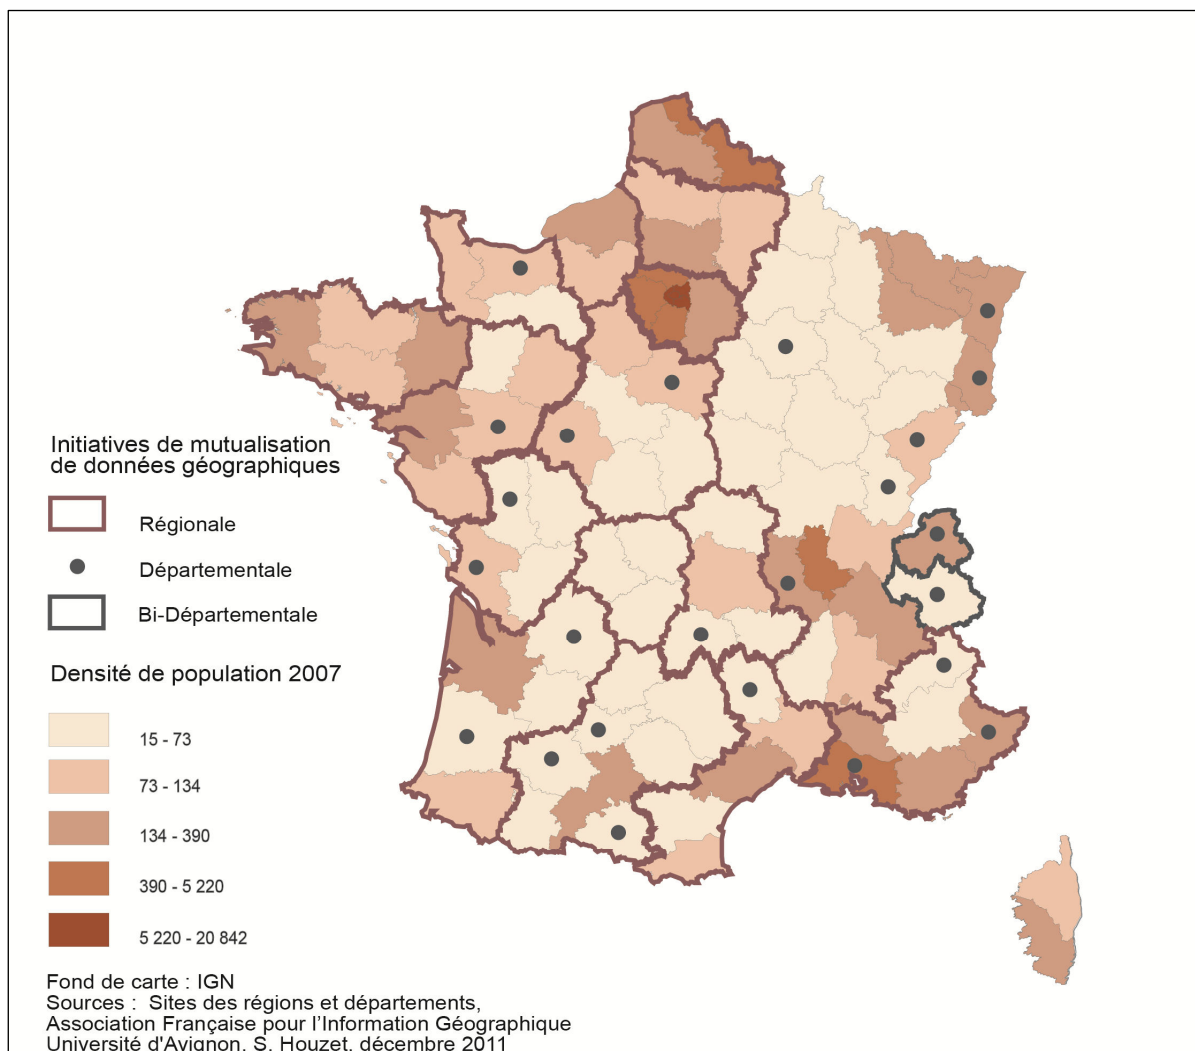 Initiatives de mutualisation
de données géographiques
Régionale
Départementale
Bi-Départementale
Densité de population 2007
15 - 73
73 - 134
134 - 390
390 - 5 220
5 220 - 20 842
Fond de carte : IGN
Sources : Sites des régions et départements,
Association Française pour l'Information Géographique
Université d'Avignon, S. Houzet, décembre 2011